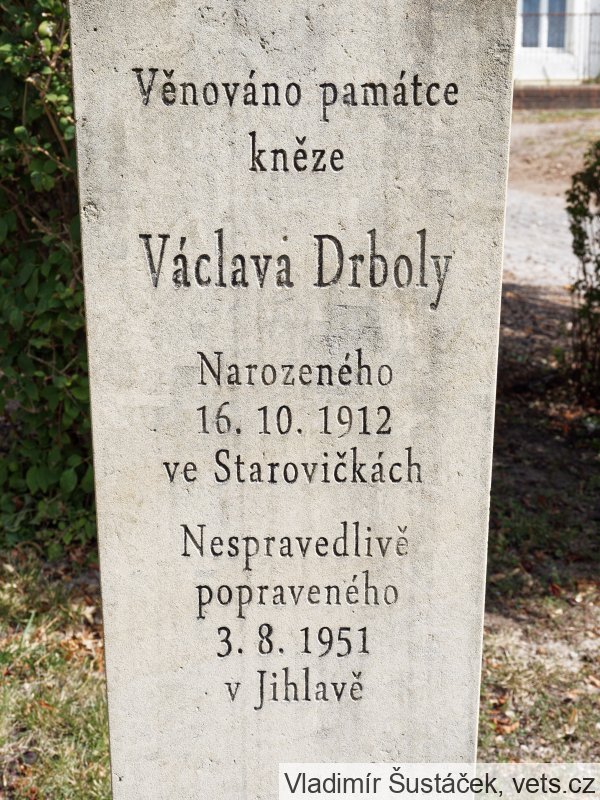 Věnováno památce
kněze
Václava Drboly
Narozeného
16. 10. 1912
ve Starovičkách
Nespravedlivě
popraveného
3. 8. 1951
v Jihlavě
Vladimír Šustáček, vets.cz